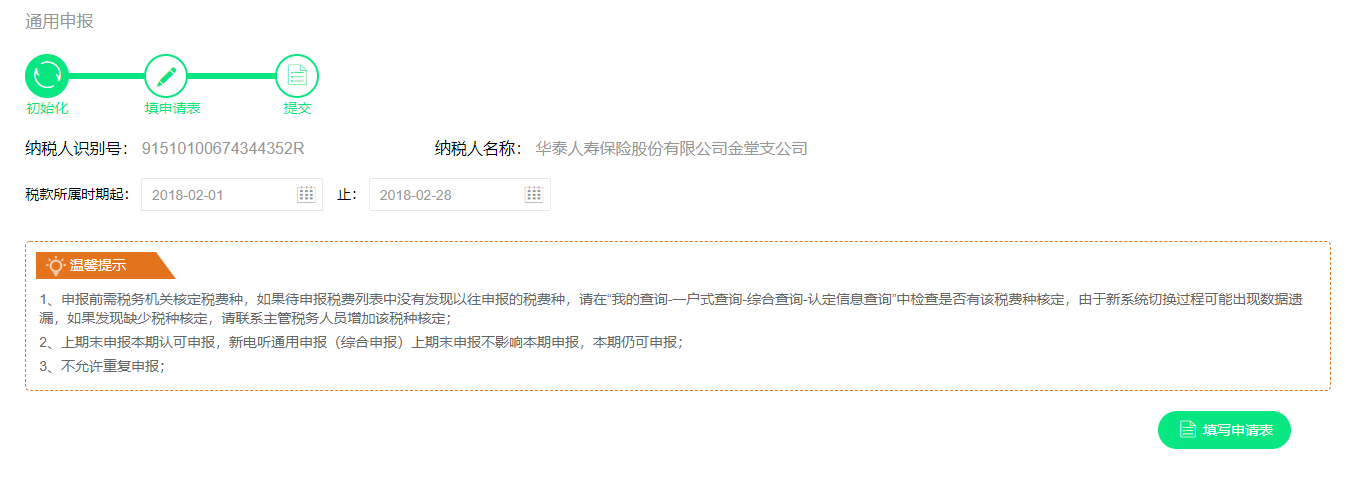 通用申报
初始化 填申请表 提交
纳税人识别号： 91510100674344352R 纳税人名称： 华泰人寿保险股份有限公司金堂支公司
税款所属时期起： 2018-02-01 止： 2018-02-28
温馨提示
1、申报前需税务机关核定税费种，如果待申报税费列表中没有发现以往申报的税费种，请在“我的查询-一户式查询-综合查询-认定信息查询”中检查是否有该税费种核定，由于新系统切换过程可能出现数据遗
漏，如果发现缺少税种核定，请联系主管税务人员增加该税种核定；
2、上期末申报本期认可申报，新电听通用申报（综合申报）上期末申报不影响本期申报，本期仍可申报；
3、不允许重复申报；
填写申请表